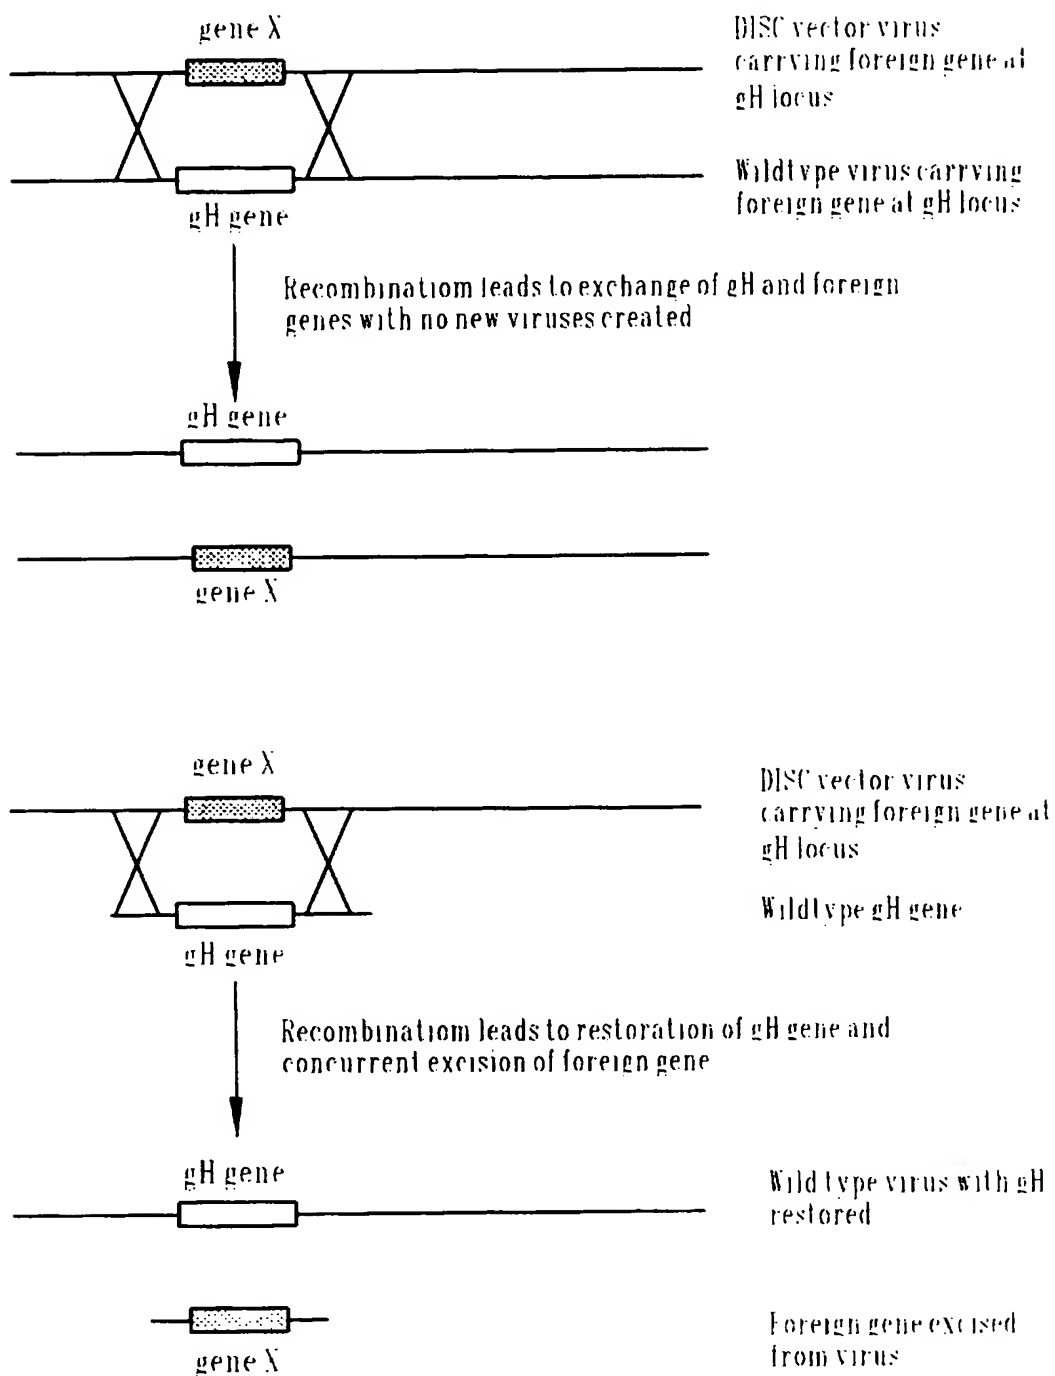 gene X
DISC vector virus
carrying foreign gene at
gH locus
Wildtype virus carrying
foreign gene at gH locus
gH gene
Recombinatiom leads to exchange of gH and foreign
genes with no new viruses created
gH gene
gene X
gene X
DISC vector virus
carrying foreign gene at
gH locus
Wildtype gH gene
gH gene
Recombinatiom leads to restoration of gH gene and
concurrent excision of foreign gene
gH gene
Wild type virus with gH
restored
Foreign gene excised
from virus
gene X